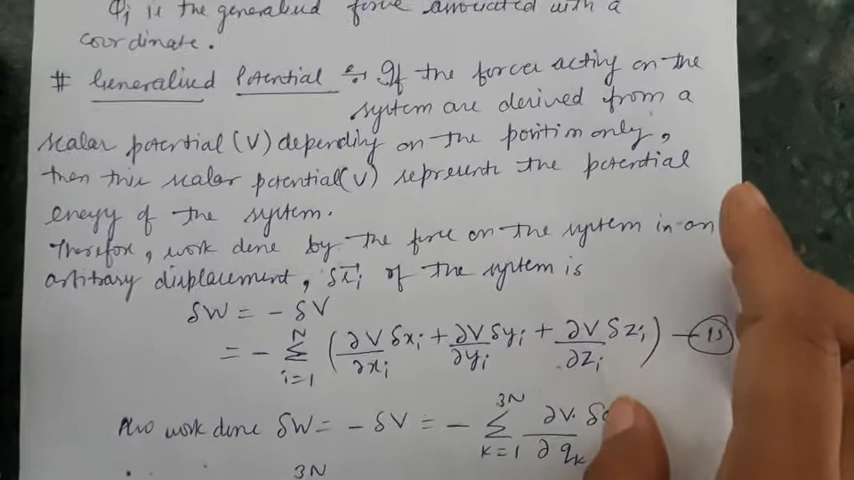 Φj is the generalised force associated with a
coordinate.
# Generalised Potential :- If the forces acting on the
system are derived from a
scalar potential (V) depending on the position only,
then this scalar potential (V) represents the potential
energy of the system.
Therefore, work done by the force on the system in an
arbitrary displacement, δr⃗i of the system is
δW = - δV
= - Σ_{i=1}^{N} (∂V/∂xi δxi + ∂V/∂yi δyi + ∂V/∂zi δzi) — 15
Also work done δW = - δV = - Σ_{k=1}^{3N} ∂V/∂qk
3N